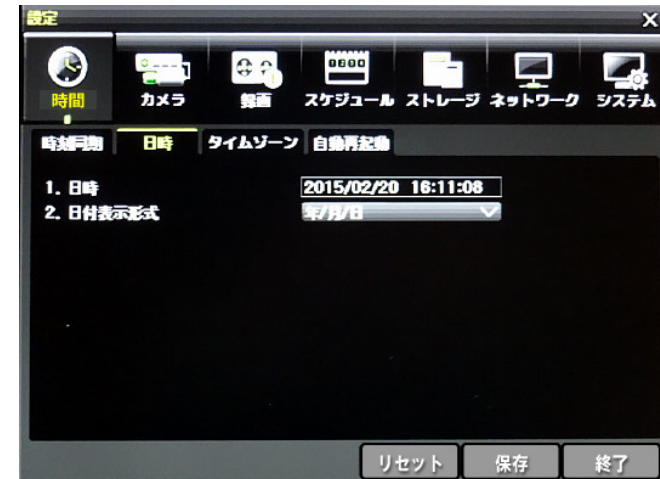 設定
時間 カメラ 録画 スケジュール ストレージ ネットワーク システム
時刻同期 日時 タイムゾーン 自動再起動
1. 日時 2015/02/20 16:11:08
2. 日付表示形式 年/月/日
リセット 保存 終了